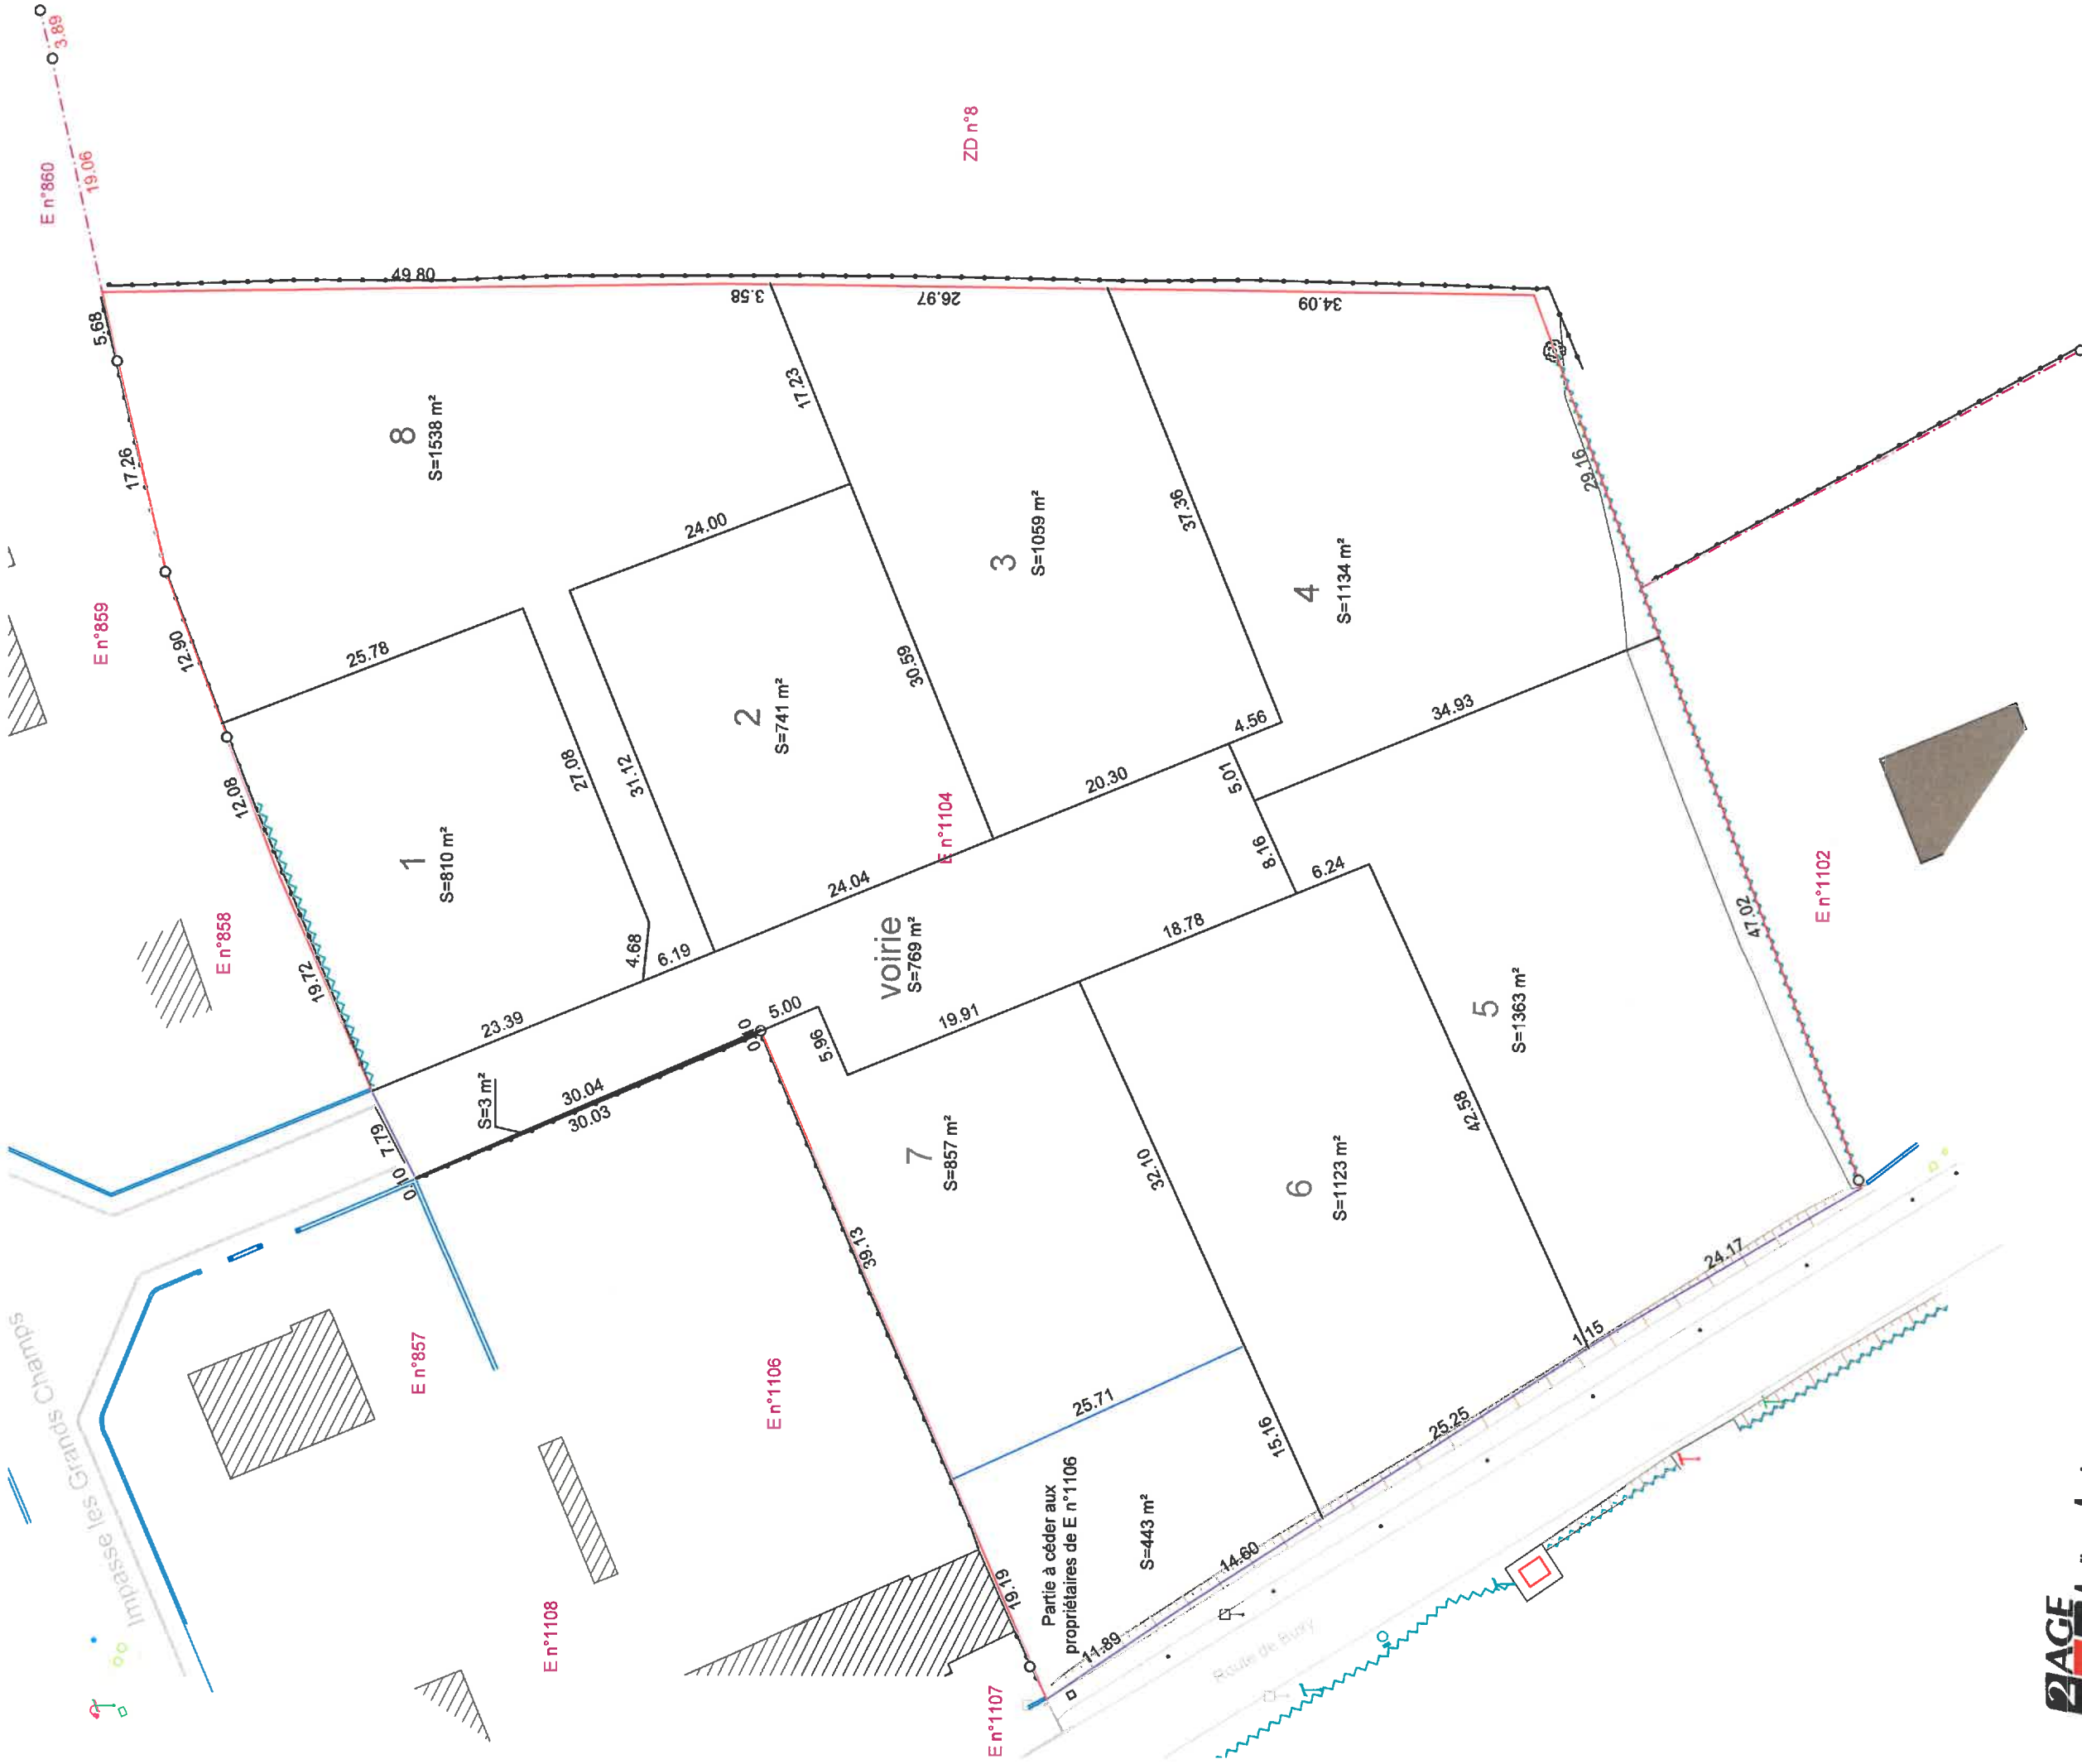 Impasse les Grands Champs
E n°860
3.89
19.06
ZD n°8
E n°859
E n°858
E n°857
E n°1108
E n°1106
E n°1107
E n°1104
E n°1102
5.68
17.26
12.90
12.08
19.72
49.80
3.58
26.97
34.09
29.16
47.02
8
S=1538 m²
25.78
24.00
17.23
1
S=810 m²
27.08
4.68
6.19
23.39
7.79
0.10
2
S=741 m²
31.12
30.59
24.04
3
S=1059 m²
37.36
4.56
20.30
5.01
8.16
4
S=1134 m²
34.93
voirie
S=769 m²
S=3 m²
30.04
30.03
0.10
5.00
5.96
19.91
18.78
6.24
5
S=1363 m²
42.58
6
S=1123 m²
32.10
7
S=857 m²
39.13
25.71
15.16
19.19
Partie à céder aux
propriétaires de E n°1106
S=443 m²
11.89
14.60
25.25
1.15
24.17
Route de Buxy
2AGE